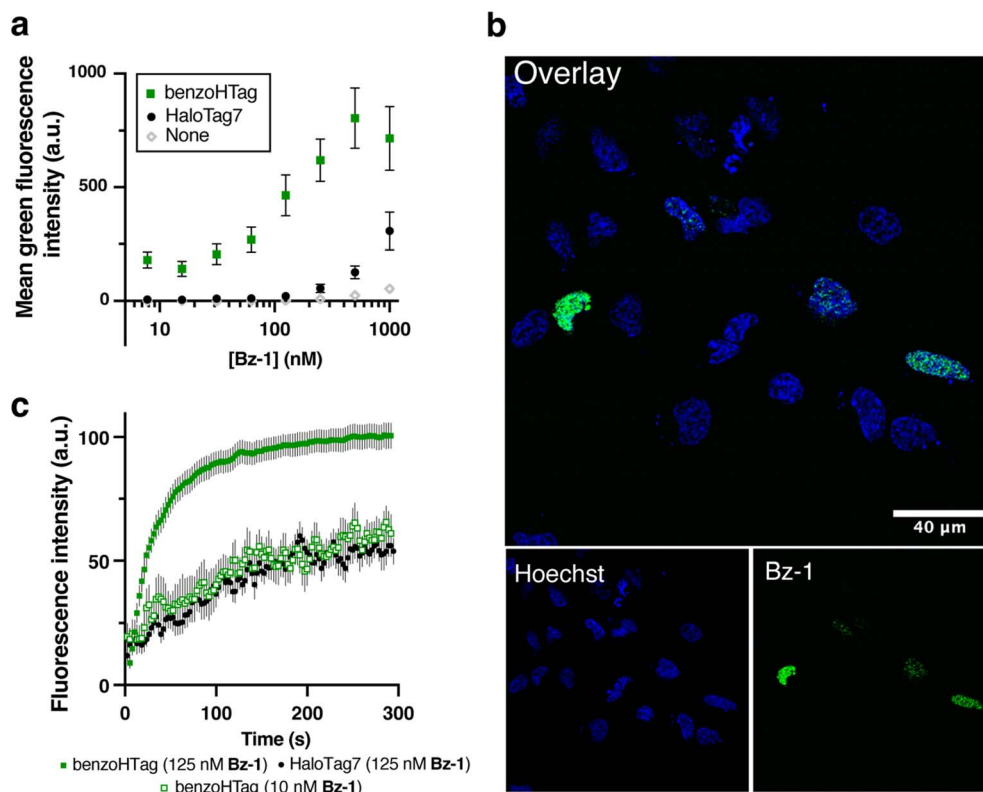 a
1000
500
0
Mean green fluorescence
intensity (a.u.)
benzoHTag
HaloTag7
None
10
100
1000
[Bz-1] (nM)
b
Overlay
40 µm
Hoechst
Bz-1
c
100
50
0
Fluorescence intensity (a.u.)
0
100
200
300
Time (s)
benzoHTag (125 nM Bz-1)
HaloTag7 (125 nM Bz-1)
benzoHTag (10 nM Bz-1)